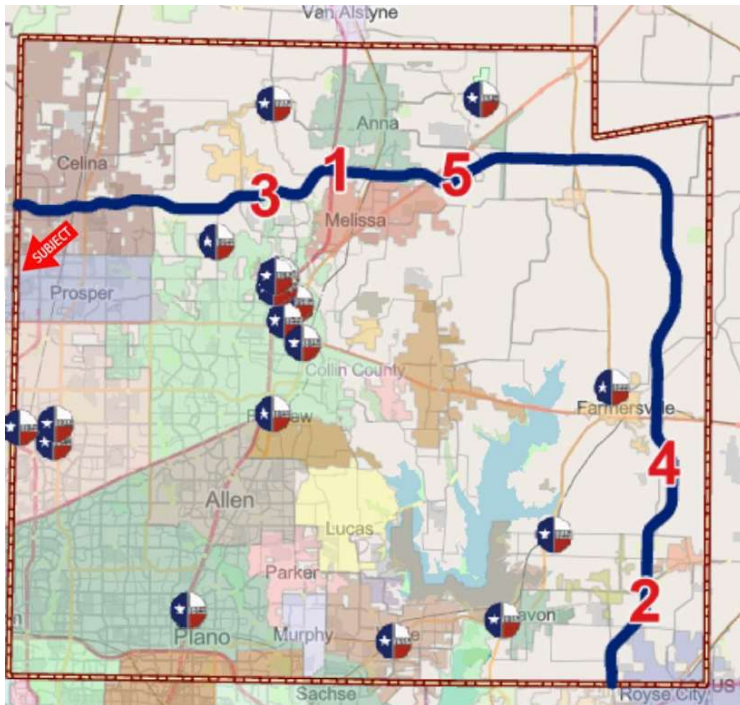 Van Alstyne
Anna
Celina
1
5
3
Melissa
SUBJECT
Prosper
Collin County
Farmersville
Allen
4
Lucas
Parker
2
Plano
Murphy
Sachse
Royse City
US